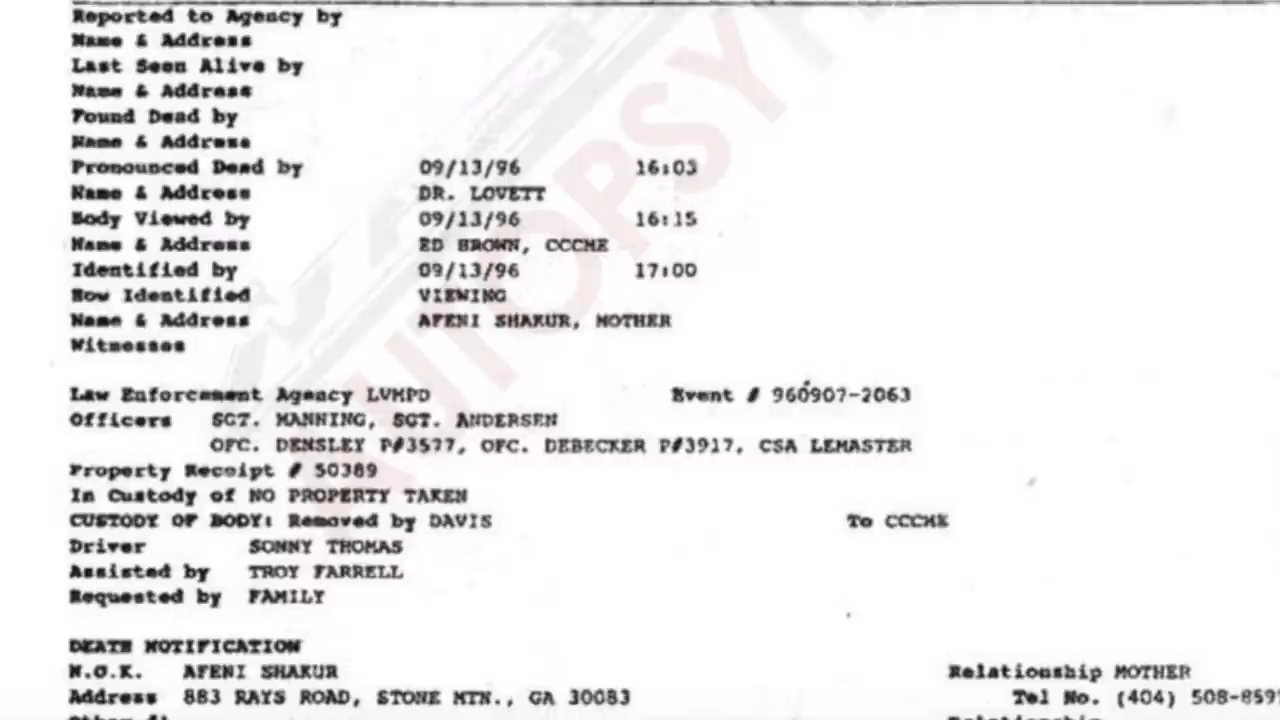 Reported to Agency by
Name & Address
Last Seen Alive by
Name & Address
Found Dead by
Name & Address
Pronounced Dead by 09/13/96 16:03
Name & Address DR. LOVETT
Body Viewed by 09/13/96 16:15
Name & Address ED BROWN, CCCME
Identified by 09/13/96 17:00
How Identified VIEWING
Name & Address AFENI SHAKUR, MOTHER
Witnesses
Law Enforcement Agency LVMPD Event # 960907-2063
Officers SGT. MANNING, SGT. ANDERSEN
OFC. DENSLEY P#3577, OFC. DEBECKER P#3917, CSA LEMASTER
Property Receipt # 50389
In Custody of NO PROPERTY TAKEN
CUSTODY OF BODY: Removed by DAVIS To CCCME
Driver SONNY THOMAS
Assisted by TROY FARRELL
Requested by FAMILY
DEATH NOTIFICATION
N.O.K. AFENI SHAKUR Relationship MOTHER
Address 883 RAYS ROAD, STONE MTN., GA 30083 Tel No. (404) 508-859
AUTOPSY